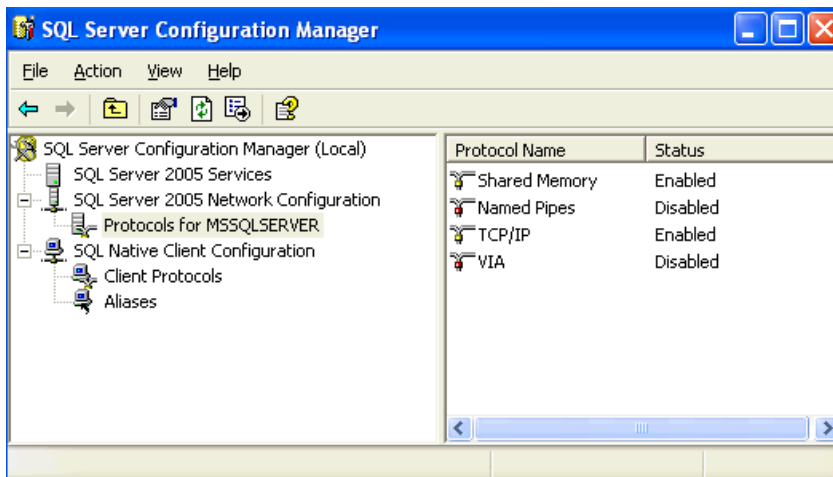 SQL Server Configuration Manager
File Action View Help
SQL Server Configuration Manager (Local)
SQL Server 2005 Services
SQL Server 2005 Network Configuration
Protocols for MSSQLSERVER
SQL Native Client Configuration
Client Protocols
Aliases
Protocol Name Status
Shared Memory Enabled
Named Pipes Disabled
TCP/IP Enabled
VIA Disabled